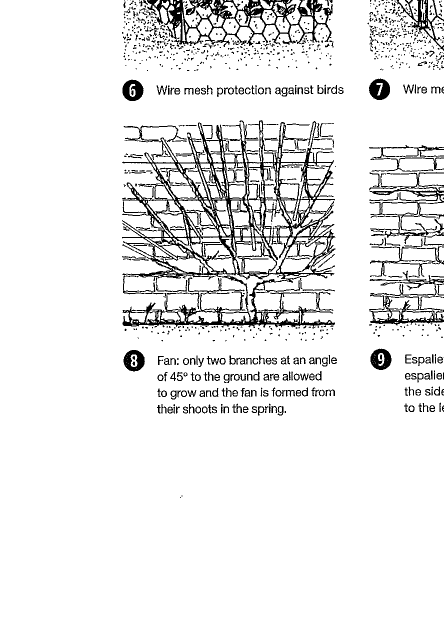 6 Wire mesh protection against birds
7 Wire me
8 Fan: only two branches at an angle
of 45º to the ground are allowed
to grow and the fan is formed from
their shoots in the spring.
9 Espalie
espalier
the side
to the le